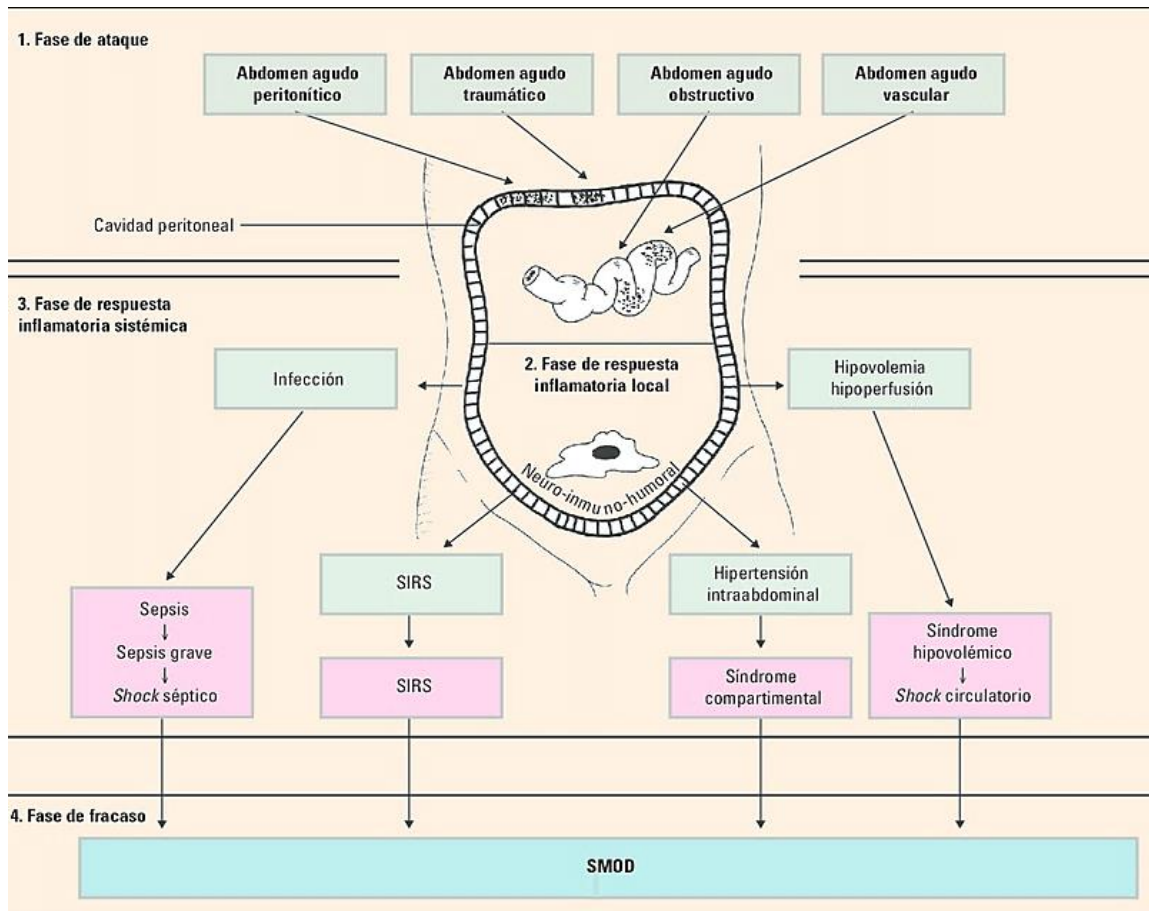 1. Fase de ataque
Abdomen agudo
peritonítico
Abdomen agudo
traumático
Abdomen agudo
obstructivo
Abdomen agudo
vascular
Cavidad peritoneal
3. Fase de respuesta
inflamatoria sistémica
2. Fase de respuesta
inflamatoria local
Infección
Hipovolemia
hipoperfusión
Neuro-inmuno-humoral
SIRS
Hipertensión
intraabdominal
Sepsis
Sepsis grave
Shock séptico
SIRS
Síndrome
compartimental
Síndrome
hipovolémico
Shock circulatorio
4. Fase de fracaso
SMOD